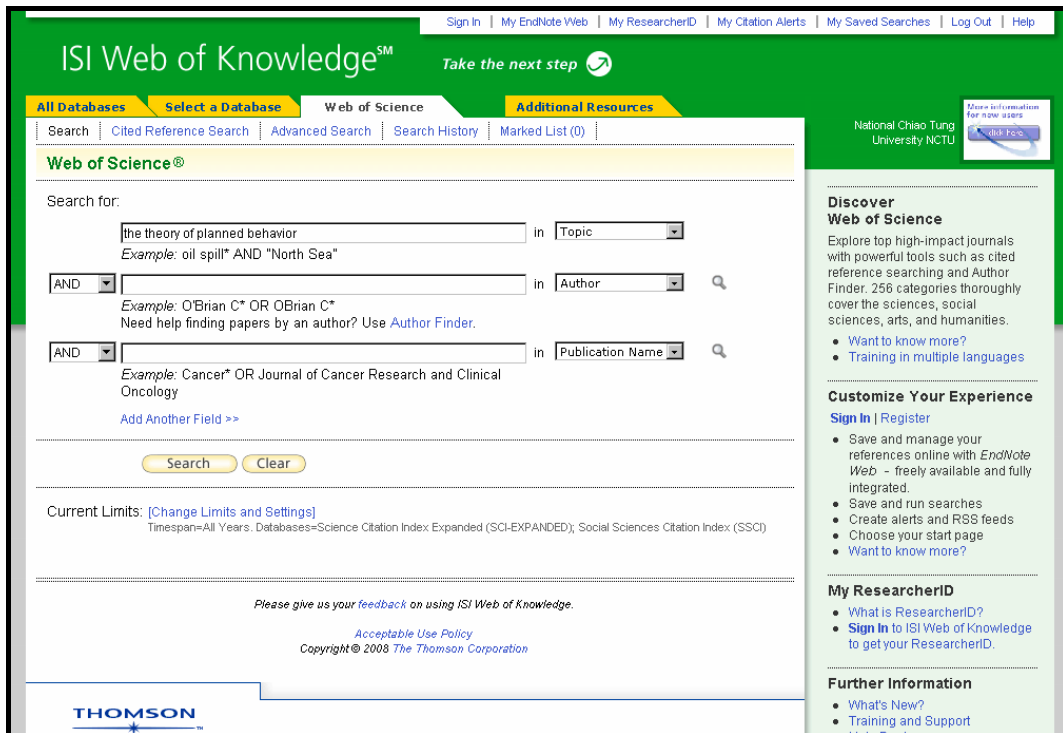 Sign In | My EndNote Web | My ResearcherID | My Citation Alerts | My Saved Searches | Log Out | Help
ISI Web of Knowledge℠ Take the next step
All Databases Select a Database Web of Science Additional Resources
Search | Cited Reference Search | Advanced Search | Search History | Marked List (0)
National Chiao Tung
University NCTU
More information
for new users
click here
Web of Science®
Search for:
the theory of planned behavior in Topic
Example: oil spill* AND "North Sea"
AND in Author
Example: O'Brian C* OR OBrian C*
Need help finding papers by an author? Use Author Finder.
AND in Publication Name
Example: Cancer* OR Journal of Cancer Research and Clinical
Oncology
Add Another Field >>
Search Clear
Current Limits: [Change Limits and Settings]
Timespan=All Years. Databases=Science Citation Index Expanded (SCI-EXPANDED); Social Sciences Citation Index (SSCI)
Please give us your feedback on using ISI Web of Knowledge.
Acceptable Use Policy
Copyright © 2008 The Thomson Corporation
THOMSON
Discover
Web of Science
Explore top high-impact journals
with powerful tools such as cited
reference searching and Author
Finder. 256 categories thoroughly
cover the sciences, social
sciences, arts, and humanities.
Want to know more?
Training in multiple languages
Customize Your Experience
Sign In | Register
Save and manage your
references online with EndNote
Web - freely available and fully
integrated.
Save and run searches
Create alerts and RSS feeds
Choose your start page
Want to know more?
My ResearcherID
What is ResearcherID?
Sign In to ISI Web of Knowledge
to get your ResearcherID.
Further Information
What's New?
Training and Support